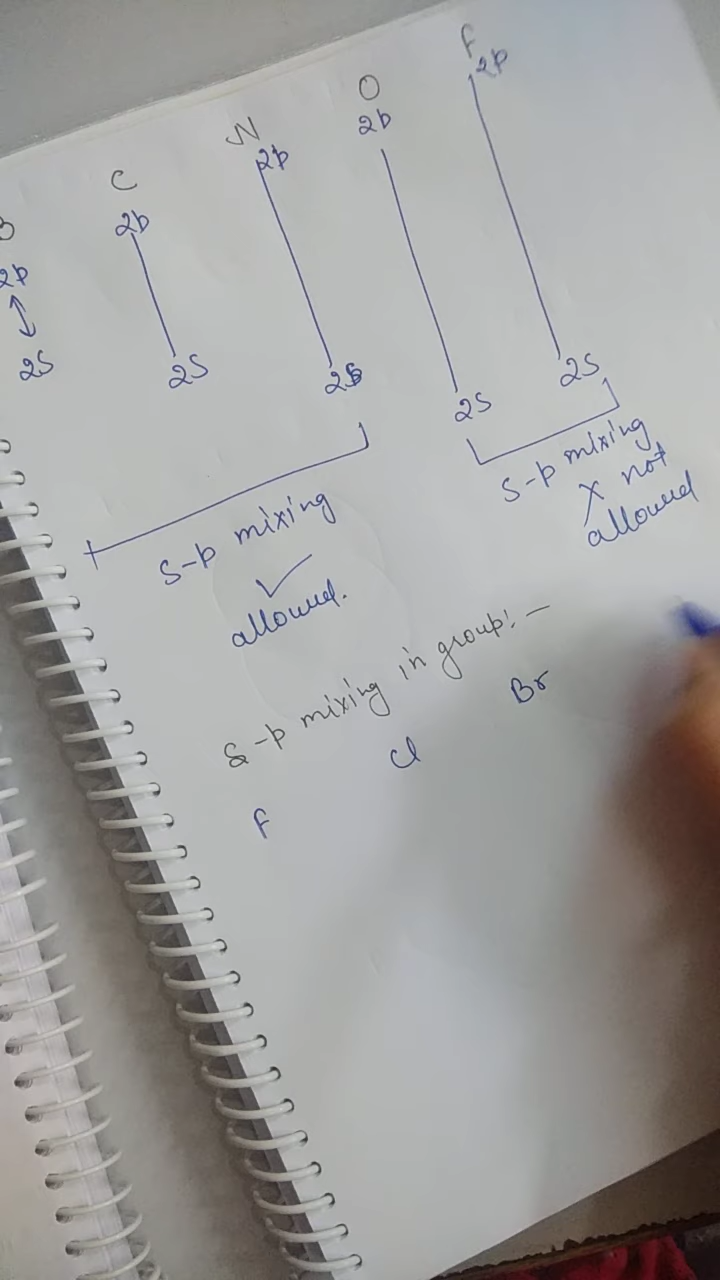 B C N O F
2p 2p 2p 2p 2p
2s 2s 2s 2s 2s
s-p mixing
allowed.
s-p mixing
X not
allowed
s-p mixing in group:-
F Cl Br